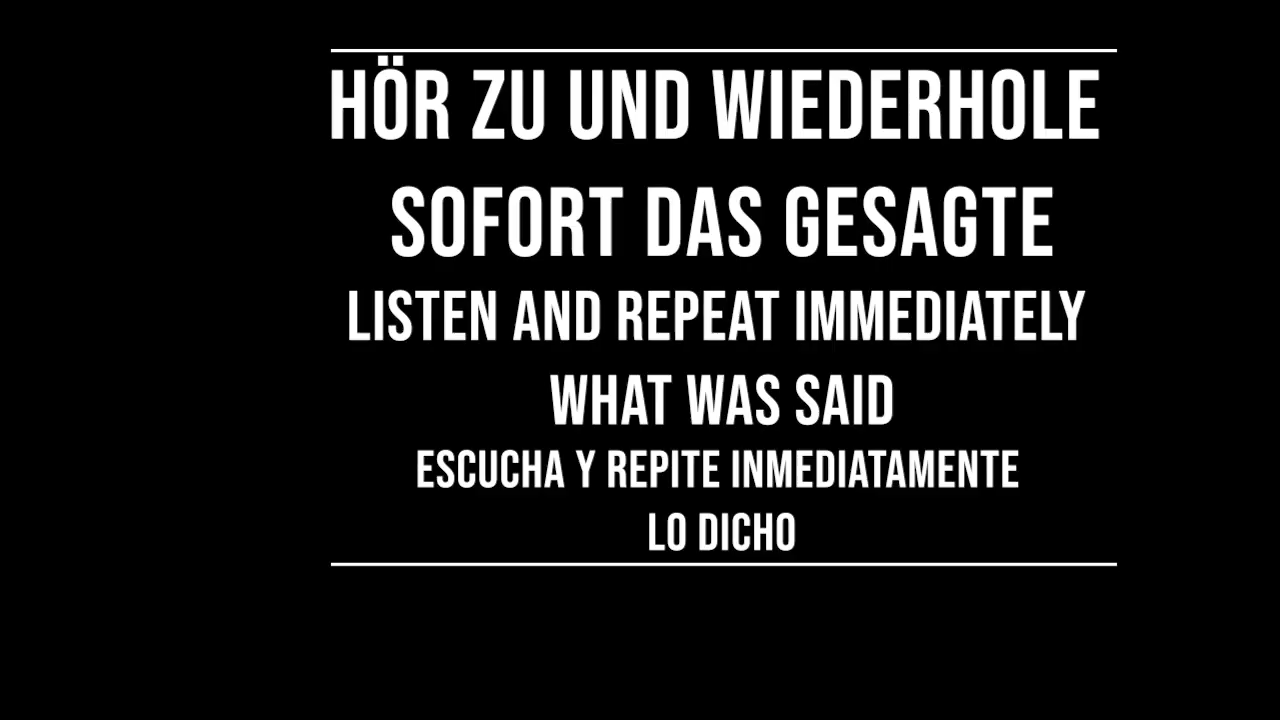 HÖR ZU UND WIEDERHOLE
SOFORT DAS GESAGTE
LISTEN AND REPEAT IMMEDIATELY
WHAT WAS SAID
ESCUCHA Y REPITE INMEDIATAMENTE
LO DICHO